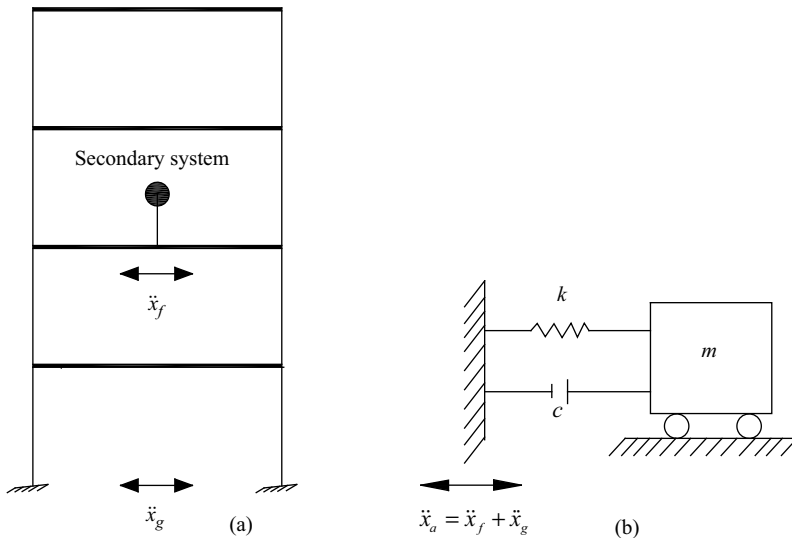 Secondary system
ẍ_f
ẍ_g
(a)
k
m
c
ẍ_a = ẍ_f + ẍ_g
(b)